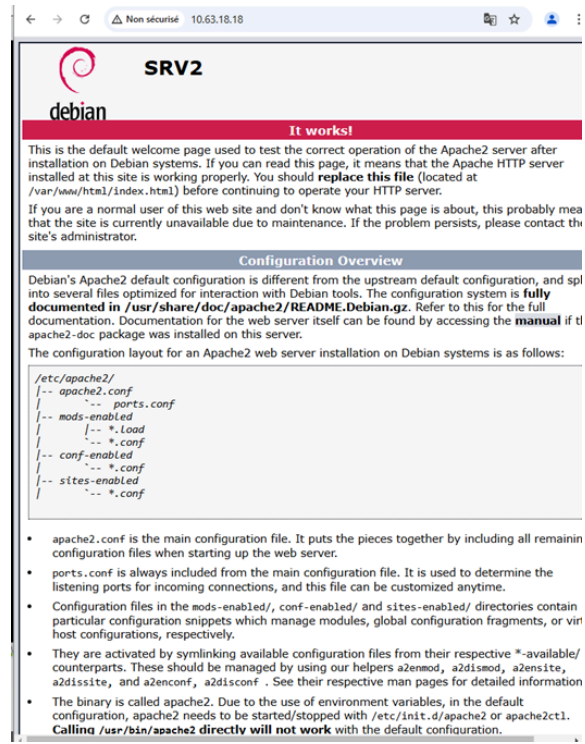 Non sécurisé 10.63.18.18
SRV2
debian
It works!
This is the default welcome page used to test the correct operation of the Apache2 server after
installation on Debian systems. If you can read this page, it means that the Apache HTTP server
installed at this site is working properly. You should replace this file (located at
/var/www/html/index.html) before continuing to operate your HTTP server.
If you are a normal user of this web site and don't know what this page is about, this probably mea
that the site is currently unavailable due to maintenance. If the problem persists, please contact the
site's administrator.
Configuration Overview
Debian's Apache2 default configuration is different from the upstream default configuration, and spl
into several files optimized for interaction with Debian tools. The configuration system is fully
documented in /usr/share/doc/apache2/README.Debian.gz. Refer to this for the full
documentation. Documentation for the web server itself can be found by accessing the manual if th
apache2-doc package was installed on this server.
The configuration layout for an Apache2 web server installation on Debian systems is as follows:
/etc/apache2/
|-- apache2.conf
|       `--  ports.conf
|-- mods-enabled
|       |-- *.load
|       `-- *.conf
|-- conf-enabled
|       `-- *.conf
|-- sites-enabled
|       `-- *.conf
• apache2.conf is the main configuration file. It puts the pieces together by including all remainin
configuration files when starting up the web server.
• ports.conf is always included from the main configuration file. It is used to determine the
listening ports for incoming connections, and this file can be customized anytime.
• Configuration files in the mods-enabled/, conf-enabled/ and sites-enabled/ directories contain
particular configuration snippets which manage modules, global configuration fragments, or virt
host configurations, respectively.
• They are activated by symlinking available configuration files from their respective *-available/
counterparts. These should be managed by using our helpers a2enmod, a2dismod, a2ensite,
a2dissite, and a2enconf, a2disconf . See their respective man pages for detailed information
• The binary is called apache2. Due to the use of environment variables, in the default
configuration, apache2 needs to be started/stopped with /etc/init.d/apache2 or apache2ctl.
Calling /usr/bin/apache2 directly will not work with the default configuration.